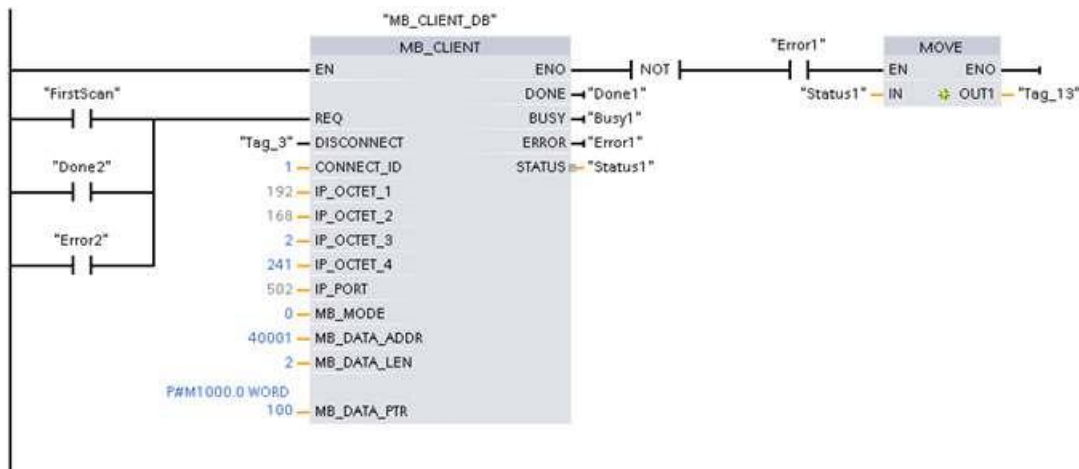 "MB_CLIENT_DB"
MB_CLIENT
"Error1"
MOVE
EN ENO NOT EN ENO
"FirstScan" DONE "Done1" "Status1" IN OUT1 "Tag_13"
REQ BUSY "Busy1"
"Tag_3" DISCONNECT ERROR "Error1"
"Done2" 1 CONNECT_ID STATUS "Status1"
192 IP_OCTET_1
168 IP_OCTET_2
"Error2" 2 IP_OCTET_3
241 IP_OCTET_4
502 IP_PORT
0 MB_MODE
40001 MB_DATA_ADDR
2 MB_DATA_LEN
P#M1000.0 WORD
100 MB_DATA_PTR